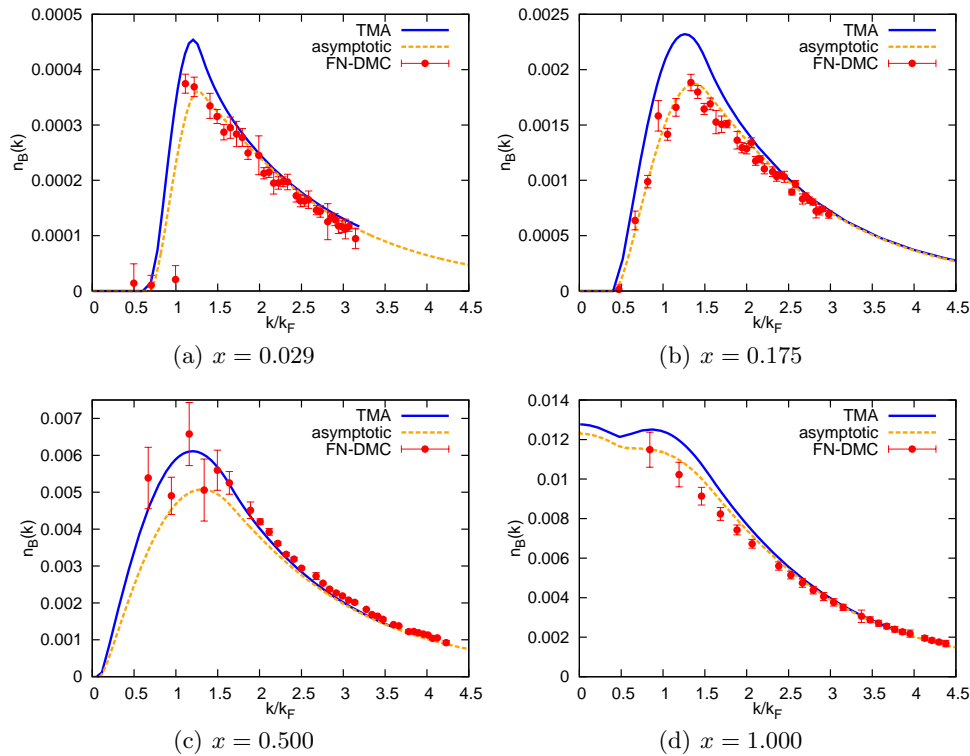 0.0005
0.0004
0.0003
0.0002
0.0001
0
n_B(k)
TMA
asymptotic
FN-DMC
0 0.5 1 1.5 2 2.5 3 3.5 4 4.5
k/k_F
(a) x = 0.029
0.0025
0.002
0.0015
0.001
0.0005
0
n_B(k)
TMA
asymptotic
FN-DMC
0 0.5 1 1.5 2 2.5 3 3.5 4 4.5
k/k_F
(b) x = 0.175
0.007
0.006
0.005
0.004
0.003
0.002
0.001
0
n_B(k)
TMA
asymptotic
FN-DMC
0 0.5 1 1.5 2 2.5 3 3.5 4 4.5
k/k_F
(c) x = 0.500
0.014
0.012
0.01
0.008
0.006
0.004
0.002
0
n_B(k)
TMA
asymptotic
FN-DMC
0 0.5 1 1.5 2 2.5 3 3.5 4 4.5
k/k_F
(d) x = 1.000